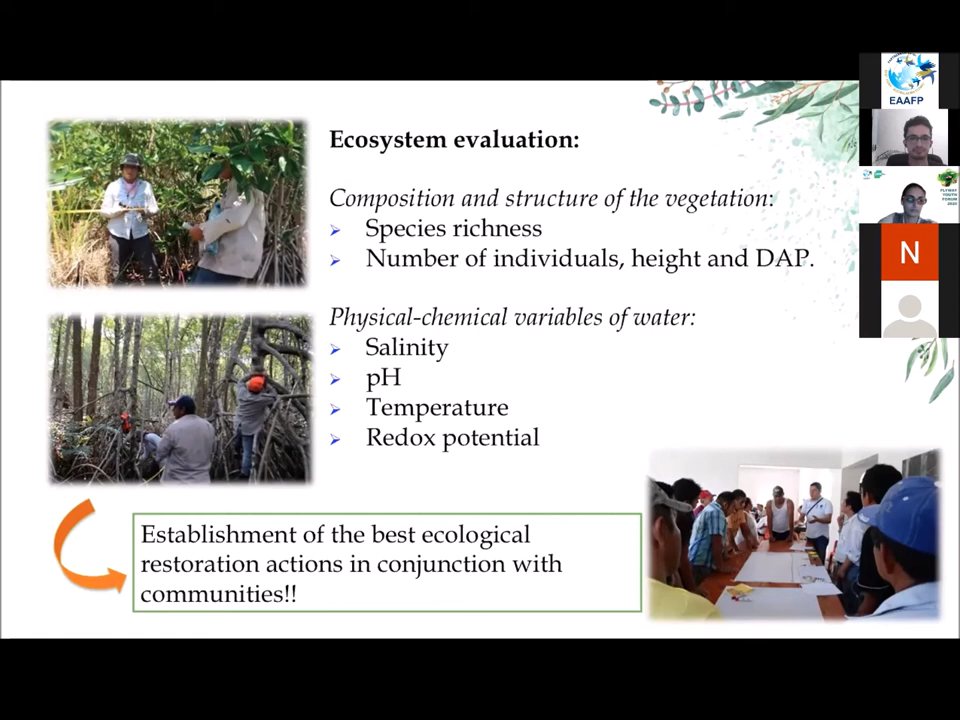 Ecosystem evaluation:
Composition and structure of the vegetation:
Species richness
Number of individuals, height and DAP.
Physical-chemical variables of water:
Salinity
pH
Temperature
Redox potential
Establishment of the best ecological
restoration actions in conjunction with
communities!!
EAAFP
FLYWAY
YOUTH
FORUM
N